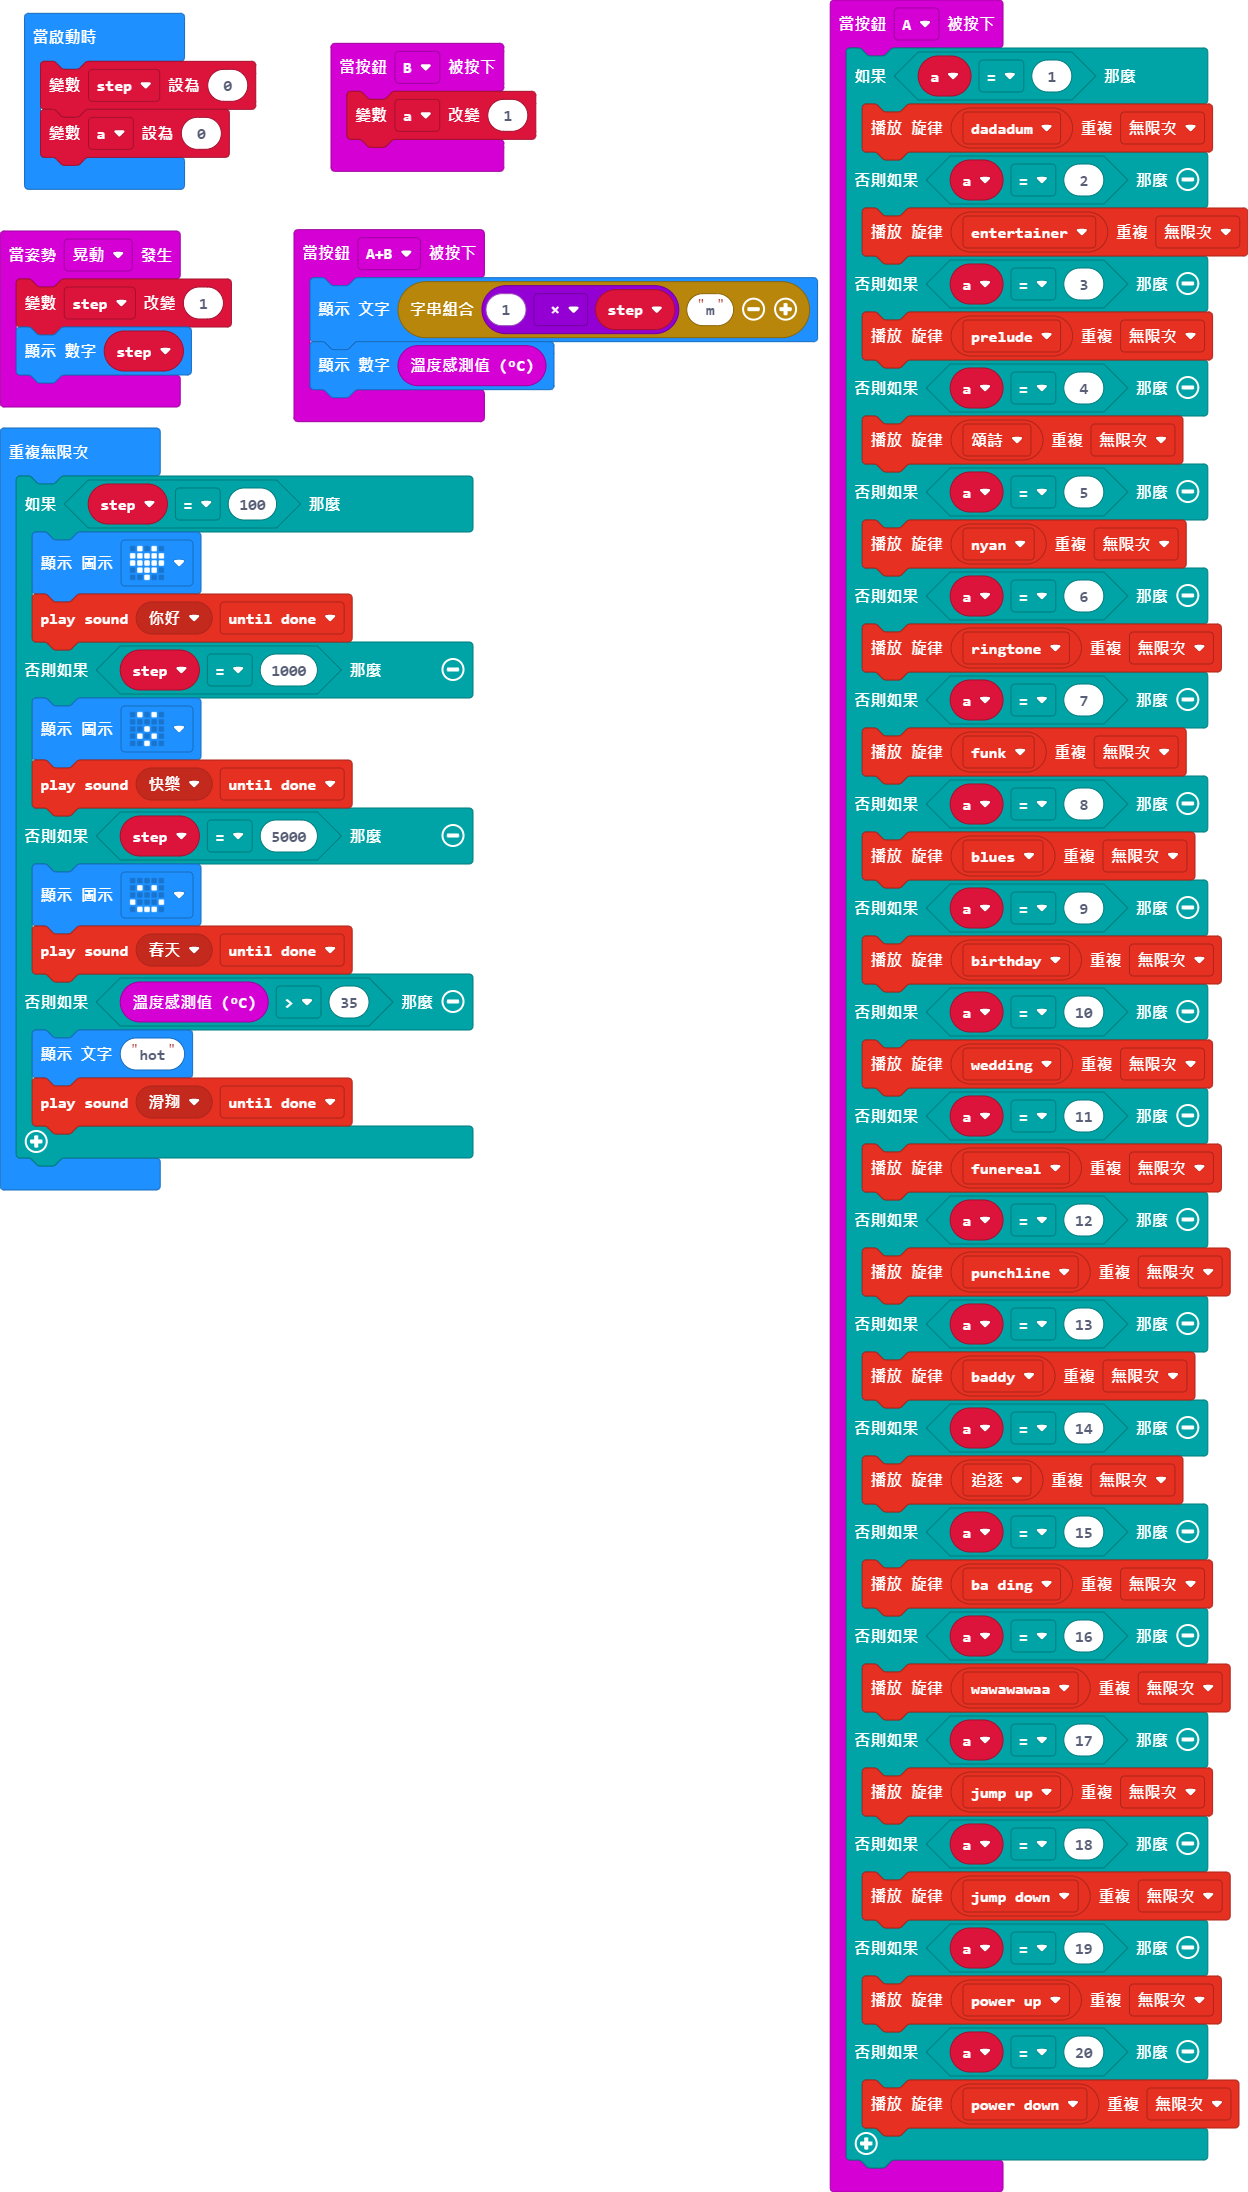 當啟動時
變數 step 設為 0
變數 a 設為 0
當按鈕 B 被按下
變數 a 改變 1
當姿勢 晃動 發生
變數 step 改變 1
顯示 數字 step
當按鈕 A+B 被按下
顯示 文字 字串組合 1 × step "m"
顯示 數字 溫度感測值 (ºC)
重複無限次
如果 step = 100 那麼
顯示 圖示
play sound 你好 until done
否則如果 step = 1000 那麼
顯示 圖示
play sound 快樂 until done
否則如果 step = 5000 那麼
顯示 圖示
play sound 春天 until done
否則如果 溫度感測值 (ºC) > 35 那麼
顯示 文字 "hot"
play sound 滑翔 until done
當按鈕 A 被按下
如果 a = 1 那麼
播放 旋律 dadadum 重複 無限次
否則如果 a = 2 那麼
播放 旋律 entertainer 重複 無限次
否則如果 a = 3 那麼
播放 旋律 prelude 重複 無限次
否則如果 a = 4 那麼
播放 旋律 頌詩 重複 無限次
否則如果 a = 5 那麼
播放 旋律 nyan 重複 無限次
否則如果 a = 6 那麼
播放 旋律 ringtone 重複 無限次
否則如果 a = 7 那麼
播放 旋律 funk 重複 無限次
否則如果 a = 8 那麼
播放 旋律 blues 重複 無限次
否則如果 a = 9 那麼
播放 旋律 birthday 重複 無限次
否則如果 a = 10 那麼
播放 旋律 wedding 重複 無限次
否則如果 a = 11 那麼
播放 旋律 funereal 重複 無限次
否則如果 a = 12 那麼
播放 旋律 punchline 重複 無限次
否則如果 a = 13 那麼
播放 旋律 baddy 重複 無限次
否則如果 a = 14 那麼
播放 旋律 追逐 重複 無限次
否則如果 a = 15 那麼
播放 旋律 ba ding 重複 無限次
否則如果 a = 16 那麼
播放 旋律 wawawawaa 重複 無限次
否則如果 a = 17 那麼
播放 旋律 jump up 重複 無限次
否則如果 a = 18 那麼
播放 旋律 jump down 重複 無限次
否則如果 a = 19 那麼
播放 旋律 power up 重複 無限次
否則如果 a = 20 那麼
播放 旋律 power down 重複 無限次